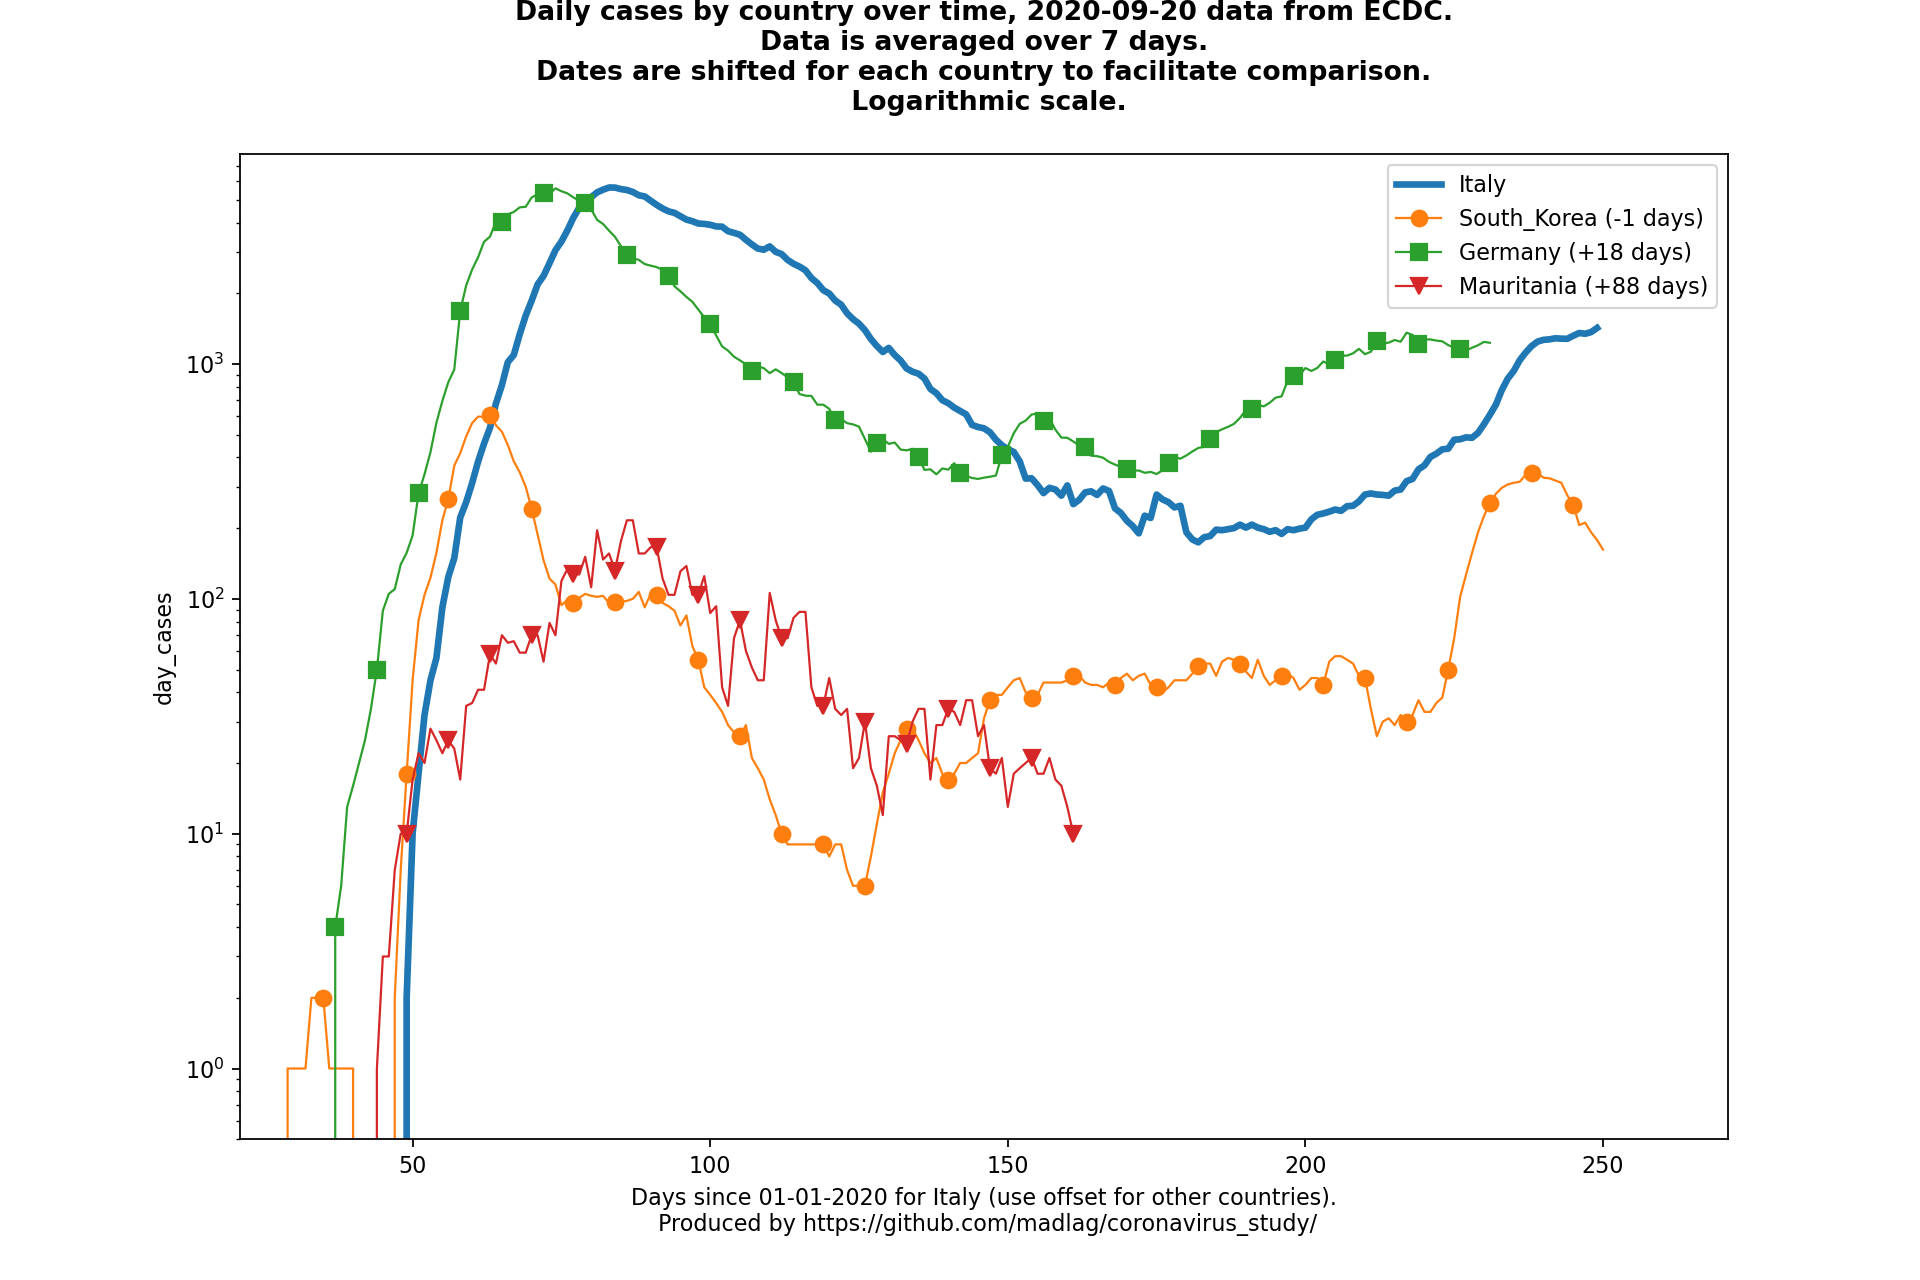 Daily cases by country over time, 2020-09-20 data from ECDC.
Data is averaged over 7 days.
Dates are shifted for each country to facilitate comparison.
Logarithmic scale.
Italy
South_Korea (-1 days)
Germany (+18 days)
Mauritania (+88 days)
day_cases
10³
10²
10¹
10⁰
50 100 150 200 250
Days since 01-01-2020 for Italy (use offset for other countries).
Produced by https://github.com/madlag/coronavirus_study/